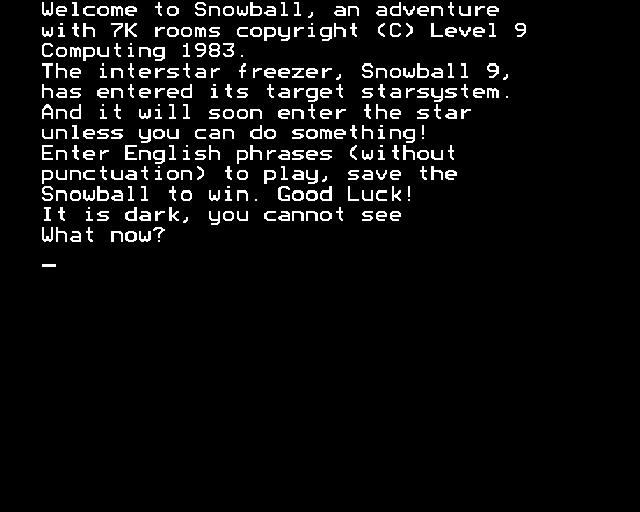 Welcome to Snowball, an adventure
with 7K rooms copyright (C) Level 9
Computing 1983.
The interstar freezer, Snowball 9,
has entered its target starsystem.
And it will soon enter the star
unless you can do something!
Enter English phrases (without
punctuation) to play, save the
Snowball to win. Good Luck!
It is dark, you cannot see
What now?